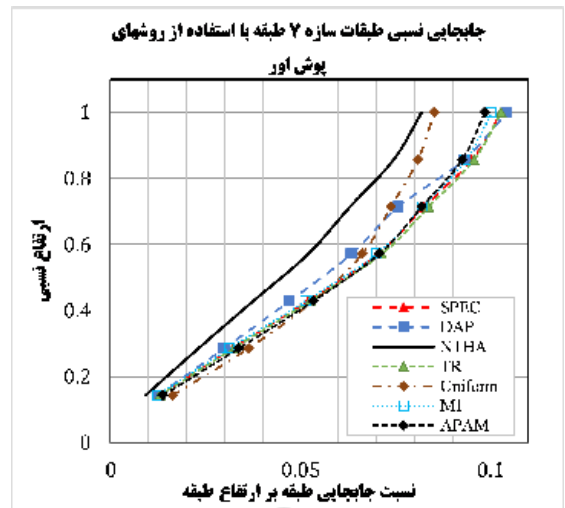 جابجایی نسبی طبقات سازه ۷ طبقه با استفاده از روشهای
پوش اور
1
0.8
0.6
0.4
0.2
0
ارتفاع نسبی
SPEC
DAP
NTHA
TR
Uniform
MI
APAM
0
0.05
0.1
نسبت جابجایی طبقه بر ارتفاع طبقه